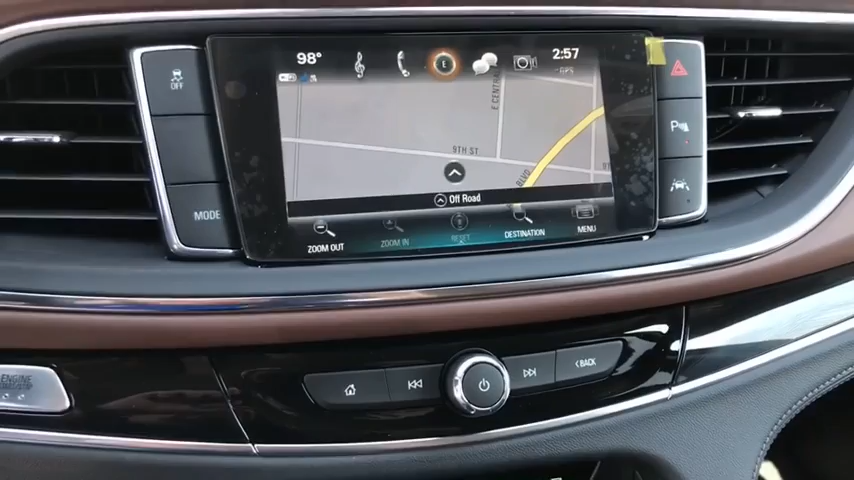 98°
E
2:57
GPS
OFF
MODE
P
E CENTRAL
9TH ST
BLVD
Off Road
ZOOM OUT
ZOOM IN
RESET
DESTINATION
MENU
ENGINE
BACK